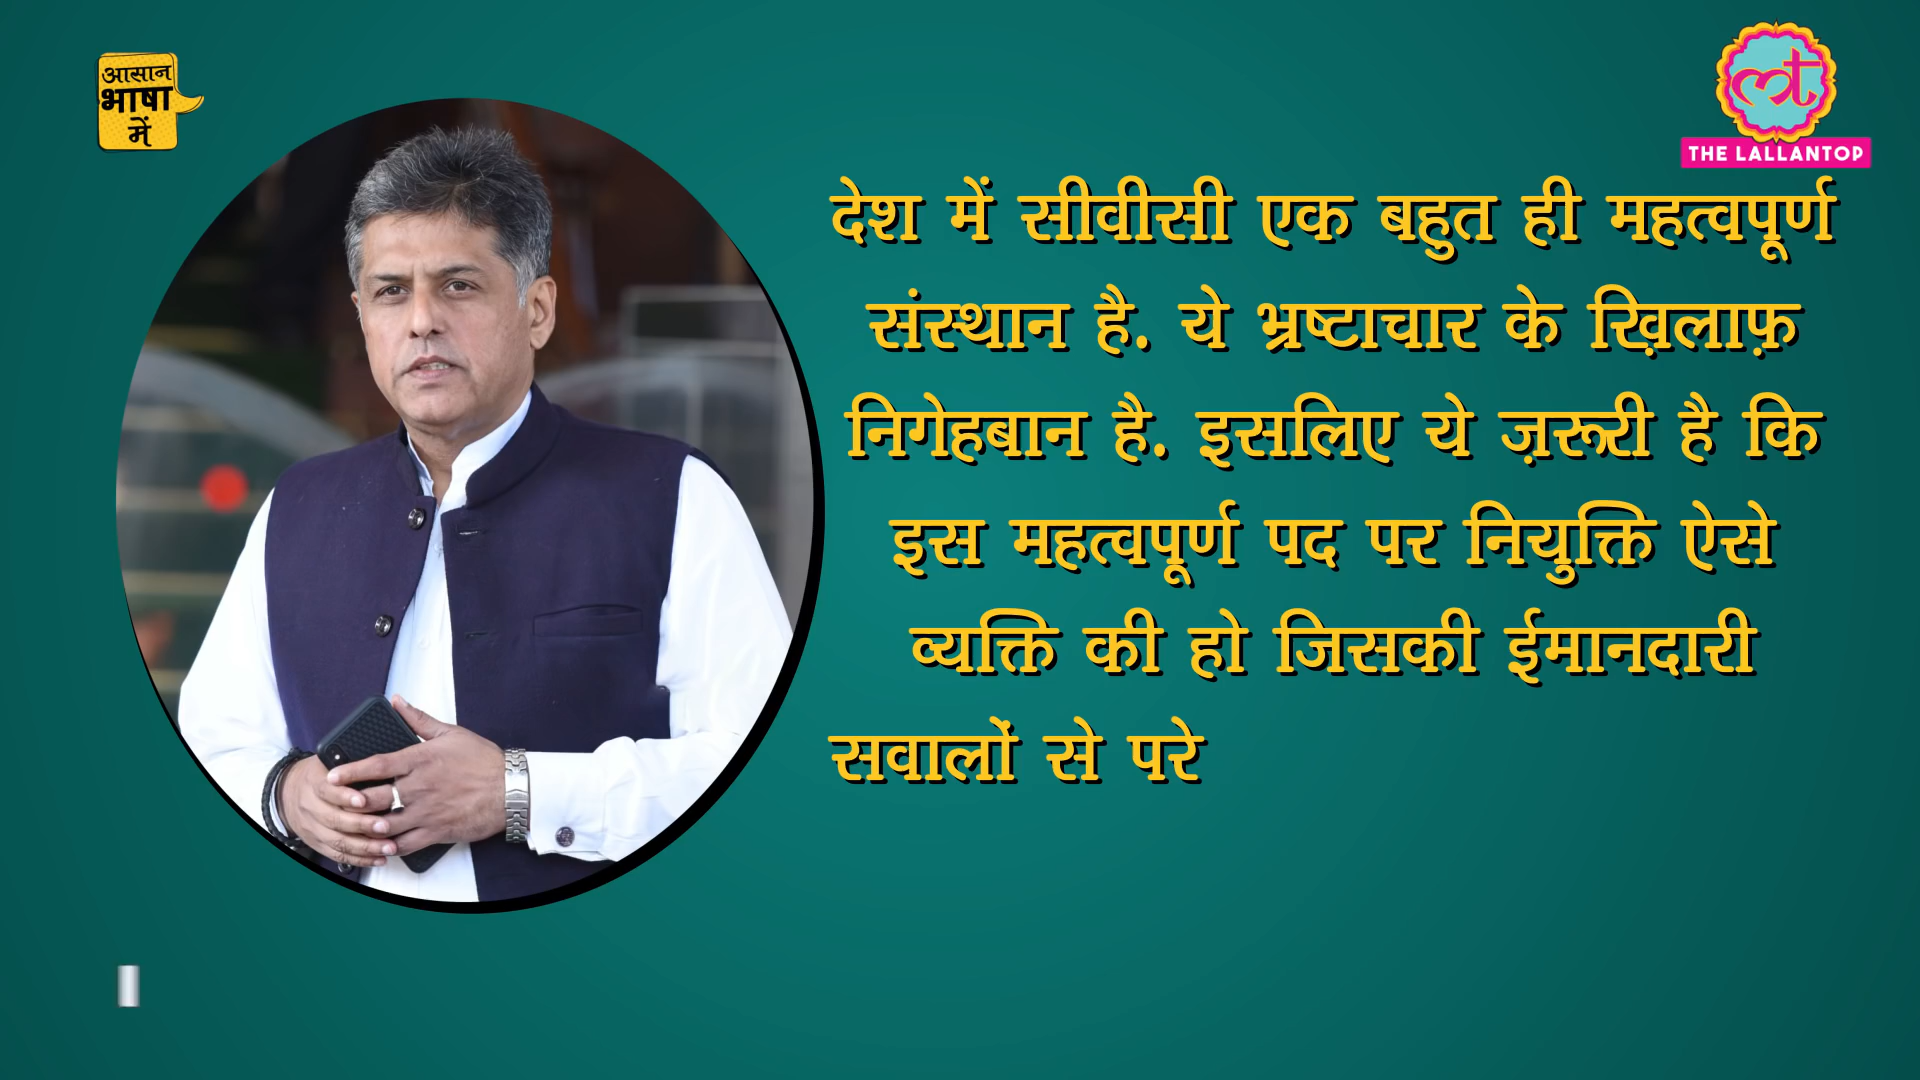 आसान
भाषा
में
THE LALLANTOP
देश में सीवीसी एक बहुत ही महत्वपूर्ण
संस्थान है. ये भ्रष्टाचार के ख़िलाफ़
निगेहबान है. इसलिए ये ज़रूरी है कि
इस महत्वपूर्ण पद पर नियुक्ति ऐसे
व्यक्ति की हो जिसकी ईमानदारी
सवालों से परे